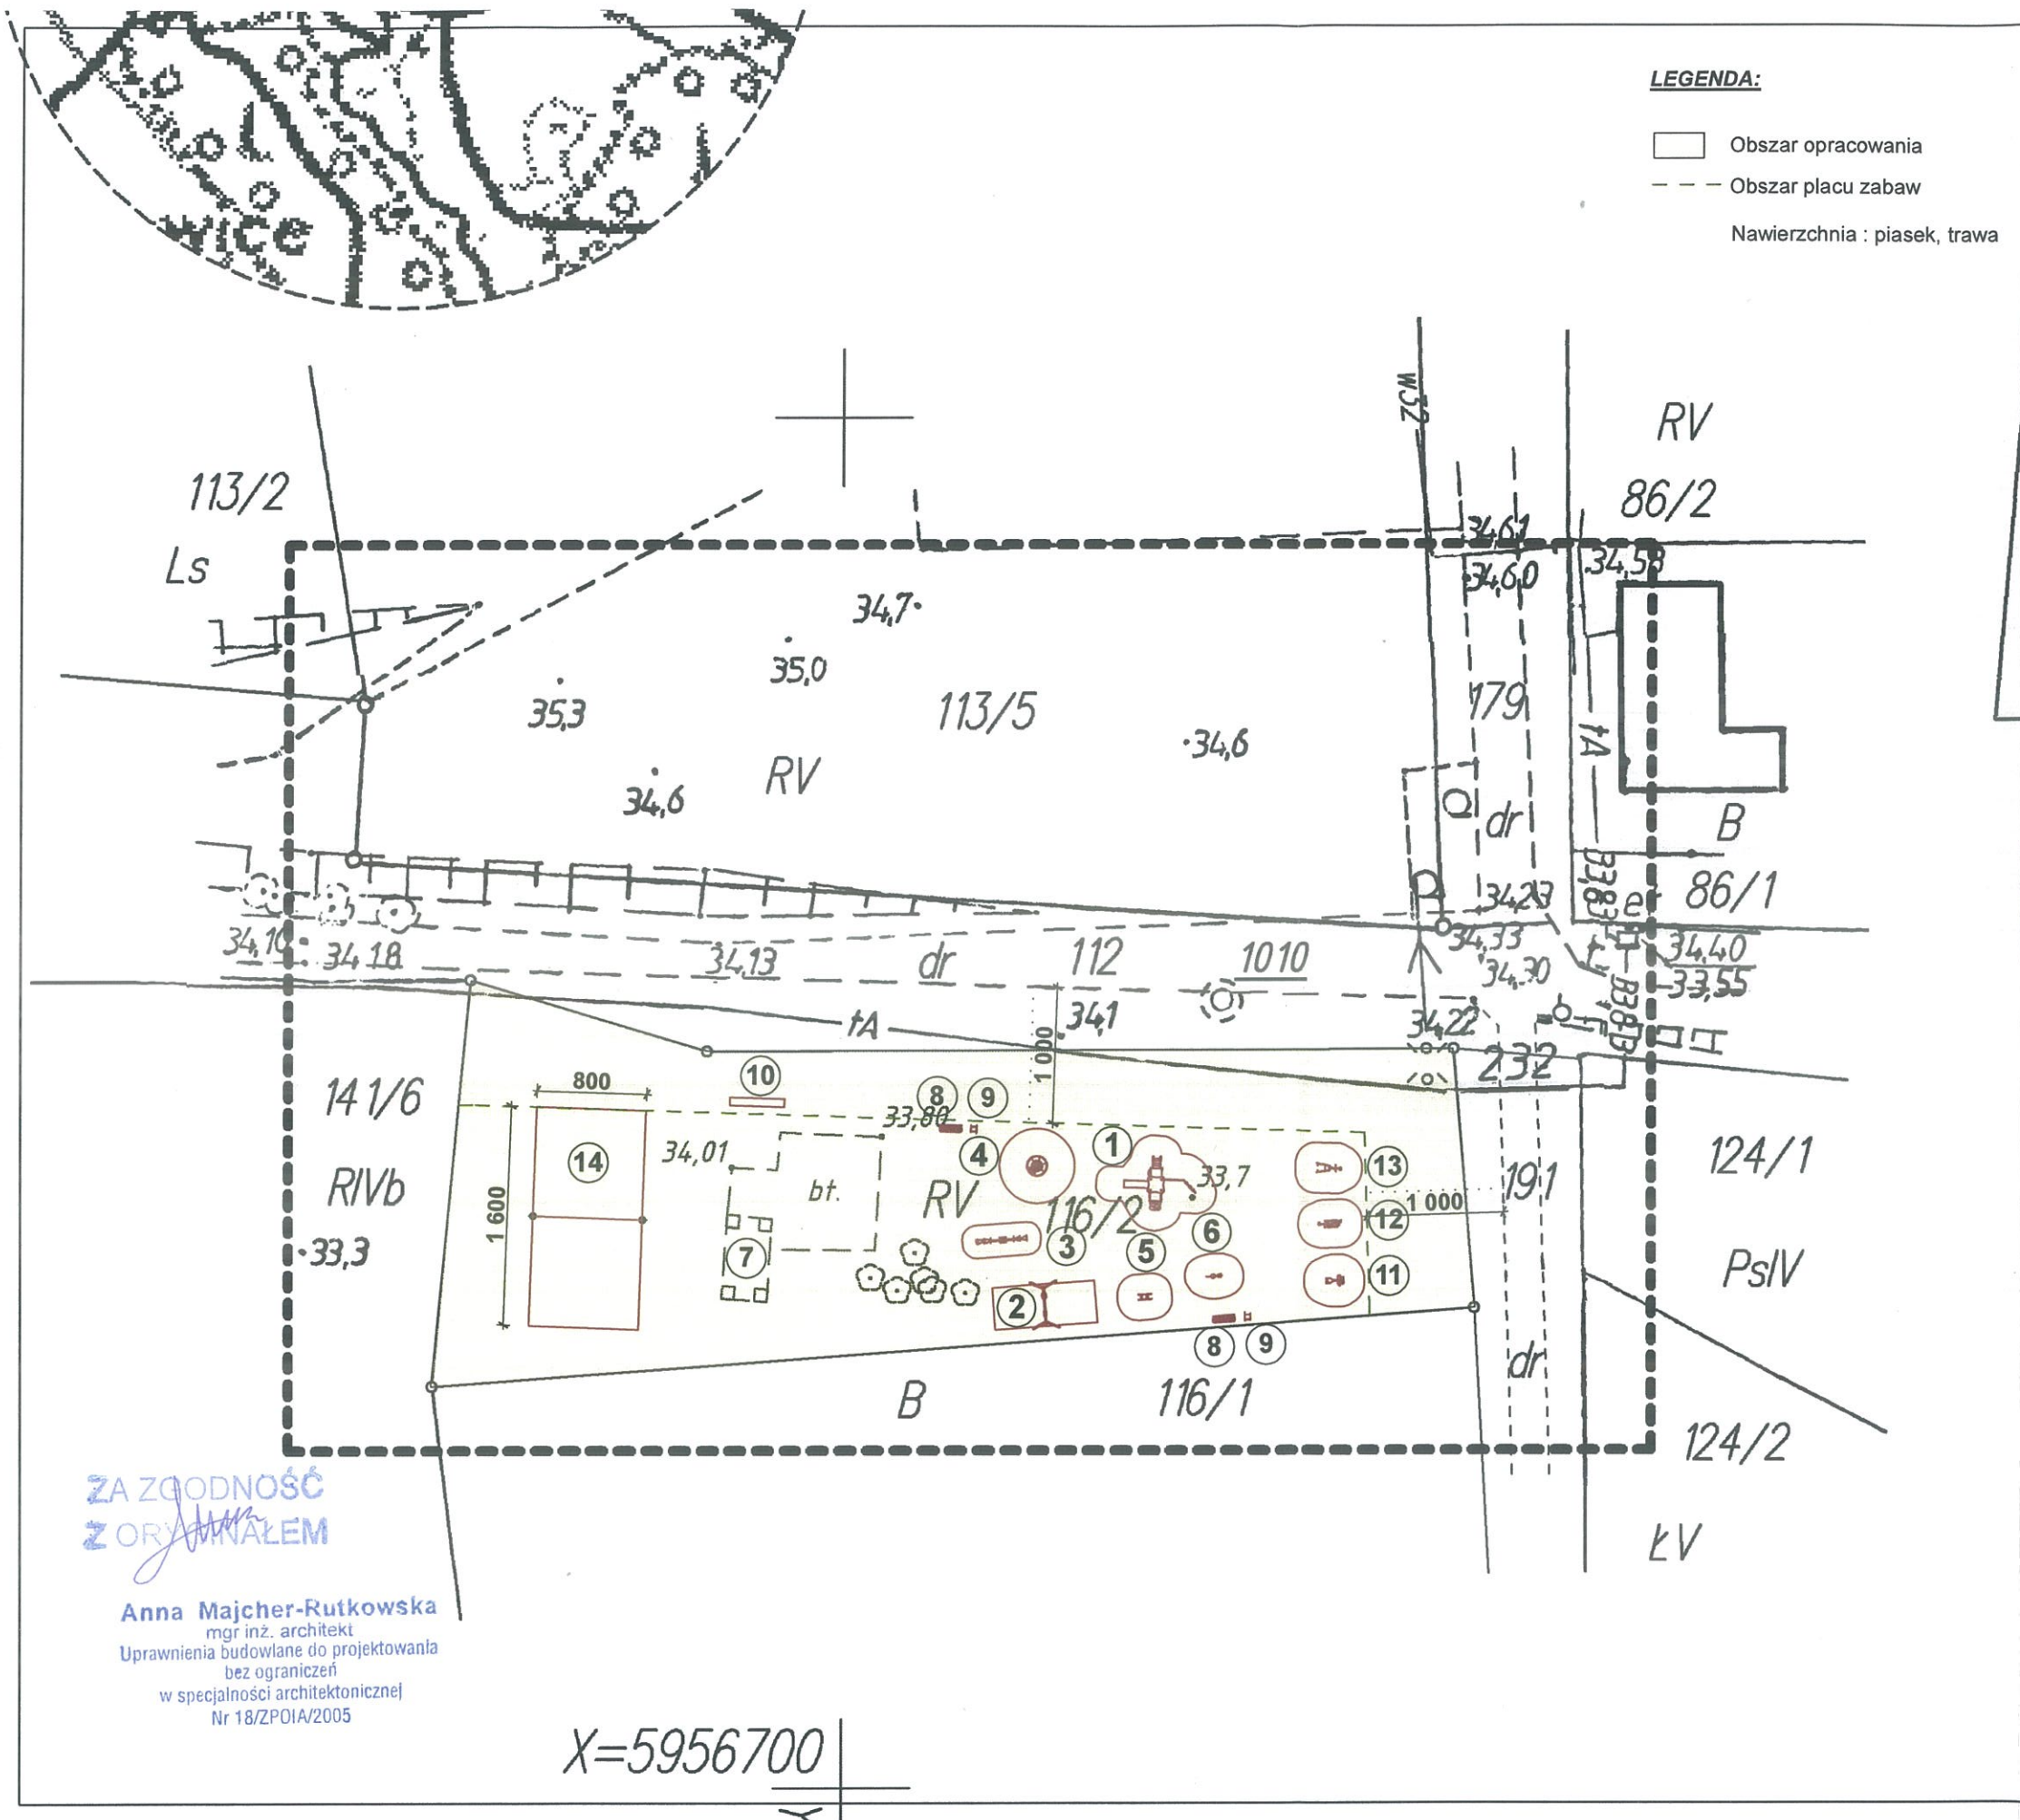 wice
LEGENDA:
Obszar opracowania
Obszar placu zabaw
Nawierzchnia : piasek, trawa
w32
RV
113/2
86/2
Ls
34,61
34,58
34,60
34,7
35,0
35,3
113/5
179
34,6
tA
RV
34,6
dr
B
B38
86/1
34,23
e
34,10
34,18
34,13
dr
112
1010
34,33
34,30
34,40
33,55
34,1
tA
34,22
232
1 000
141/6
800
10
8
9
33,80
14
34,01
4
1
13
124/1
RIVb
bt.
RV
33,7
191
1 600
116/2
1 000
12
33,3
7
3
5
6
11
PsIV
2
8
9
dr
B
116/1
124/2
ZA ZGODNOŚĆ
Z ORYGINAŁEM
ŁV
Anna Majcher-Rutkowska
mgr inż. architekt
Uprawnienia budowlane do projektowania
bez ograniczeń
w specjalności architektonicznej
Nr 18/ZPOIA/2005
X=5956700